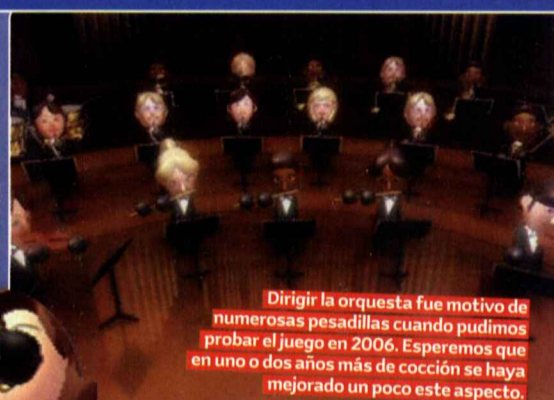 Dirigir la orquesta fue motivo de
numerosas pesadillas cuando pudimos
probar el juego en 2006. Esperemos que
en uno o dos años más de cocción se haya
mejorado un poco este aspecto.